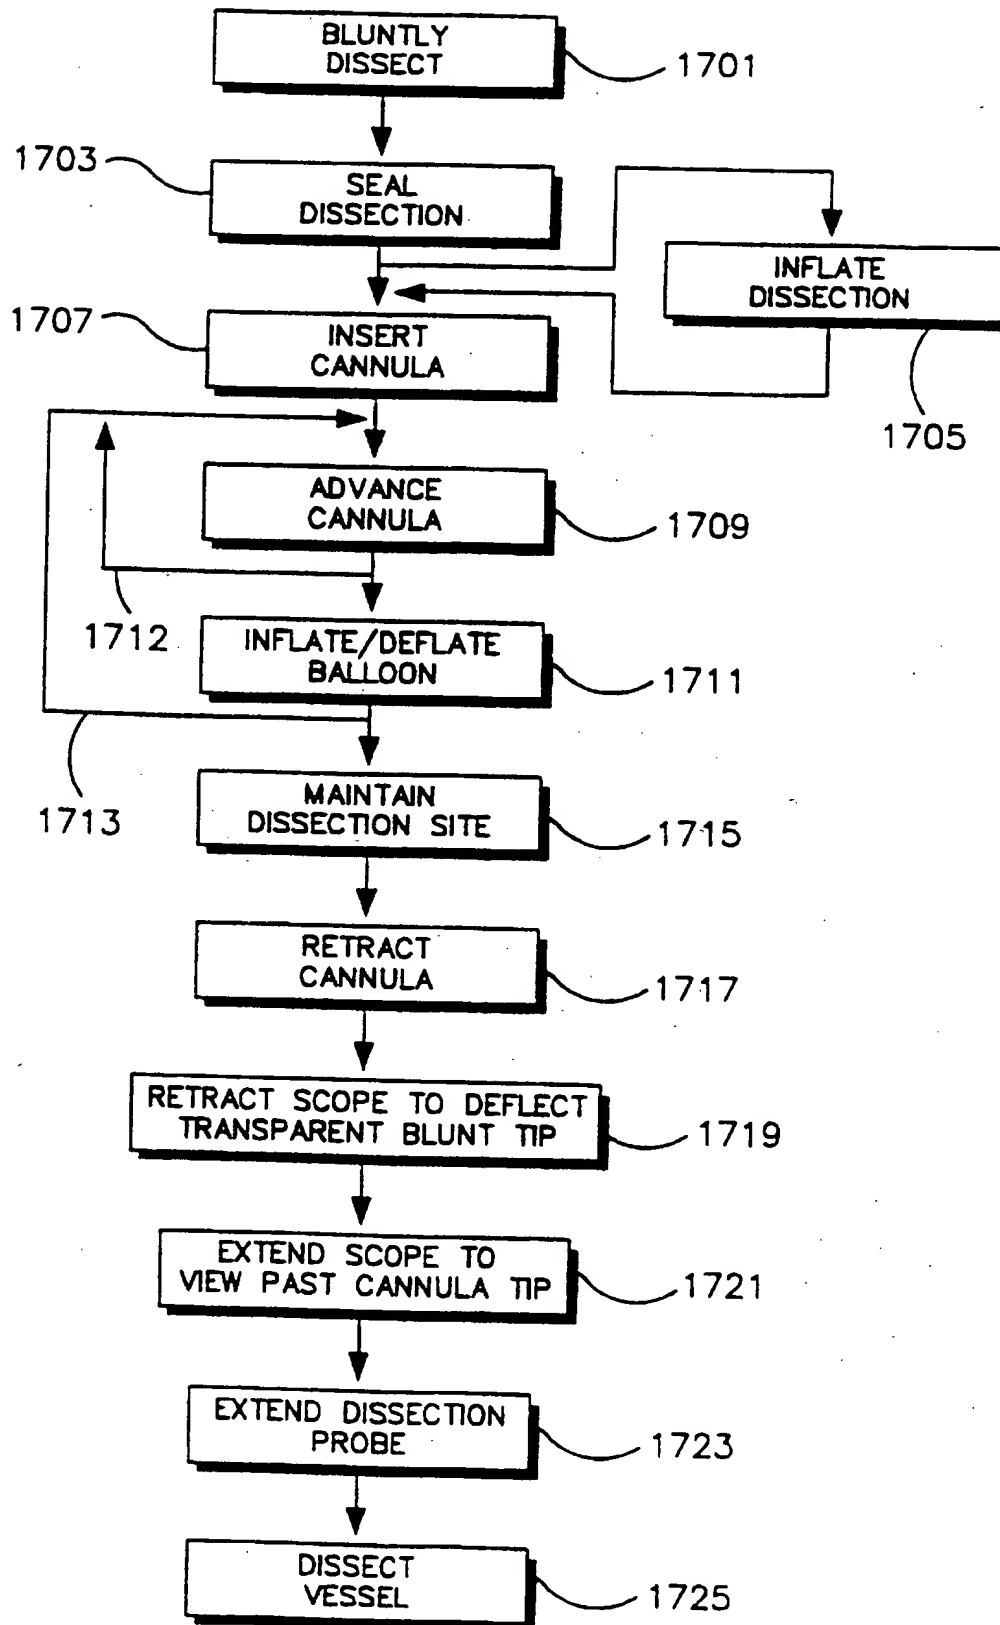 BLUNTLY
DISSECT
1701
1703
SEAL
DISSECTION
INFLATE
DISSECTION
1705
1707
INSERT
CANNULA
ADVANCE
CANNULA
1709
1712
INFLATE/DEFLATE
BALLOON
1711
1713
MAINTAIN
DISSECTION SITE
1715
RETRACT
CANNULA
1717
RETRACT SCOPE TO DEFLECT
TRANSPARENT BLUNT TIP
1719
EXTEND SCOPE TO
VIEW PAST CANNULA TIP
1721
EXTEND DISSECTION
PROBE
1723
DISSECT
VESSEL
1725